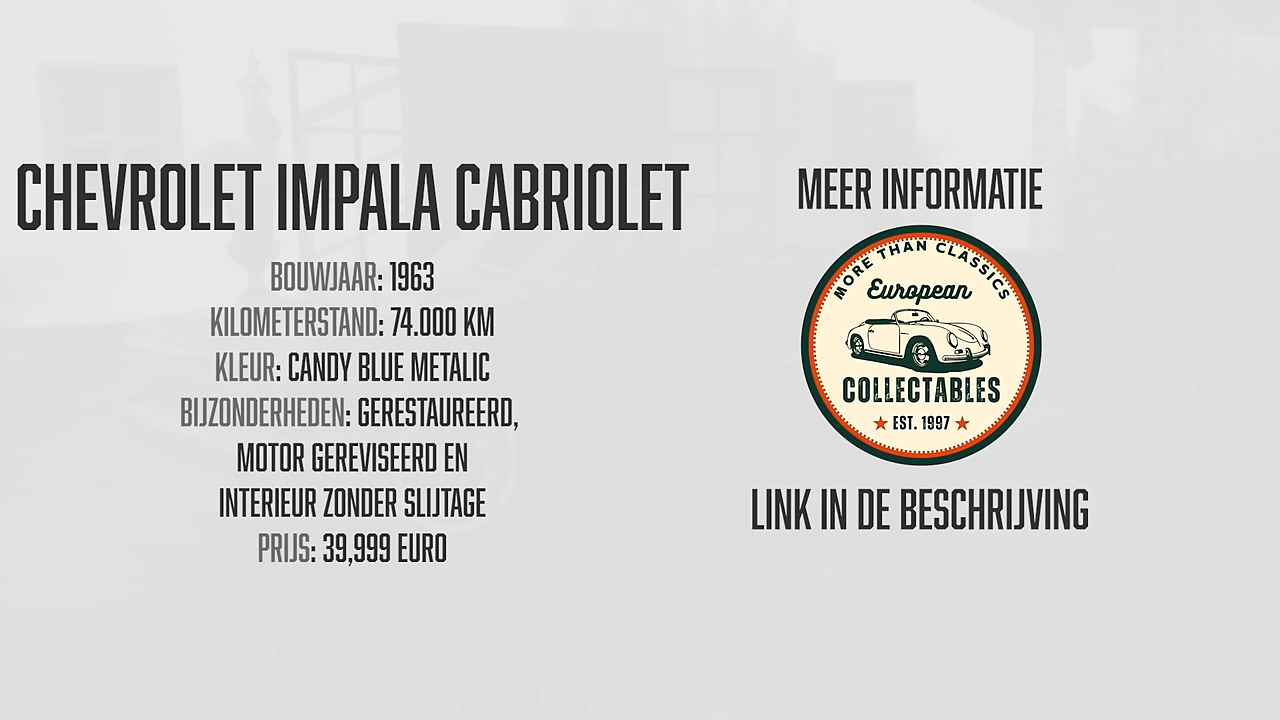 CHEVROLET IMPALA CABRIOLET
BOUWJAAR: 1963
KILOMETERSTAND: 74.000 KM
KLEUR: CANDY BLUE METALIC
BIJZONDERHEDEN: GERESTAUREERD,
MOTOR GEREVISEERD EN
INTERIEUR ZONDER SLIJTAGE
PRIJS: 39,999 EURO
MEER INFORMATIE
MORE THAN CLASSICS
European
COLLECTABLES
★ EST. 1997 ★
LINK IN DE BESCHRIJVING